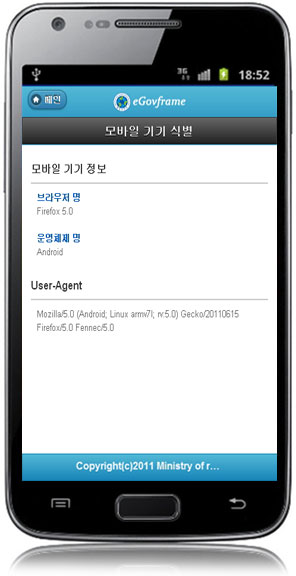 3G 18:52
메인 eGovframe
모바일 기기 식별
모바일 기기 정보
브라우저 명
Firefox 5.0
운영체제 명
Android
User-Agent
Mozilla/5.0 (Android; Linux armv7l; rv:5.0) Gecko/20110615
Firefox/5.0 Fennec/5.0
Copyright(c)2011 Ministry of r...